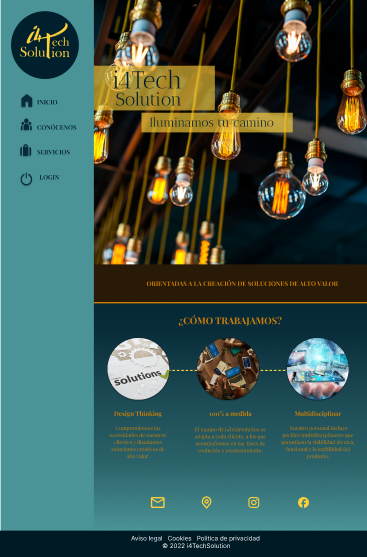 i4Tech
Solution
INICIO
CONÓCENOS
SERVICIOS
LOGIN
i4Tech
Solution
Iluminamos tu camino
ORIENTADAS A LA CREACIÓN DE SOLUCIONES DE ALTO VALOR
¿CÓMO TRABAJAMOS?
solutions
Design Thinking
100% a medida
Multidisciplinar
Comprendemos las
necesidades de nuestros
clientes y diseñamos
soluciones creativas de
alto valor.
El equipo de i4TechSolution se
adapta a cada cliente, a los que
acompañamos en las fases de
evolución y mantenimiento.
Nuestro personal incluye
perfiles multidisciplinares que
garantizan la viabilidad técnica,
funcional y la usabilidad del
producto.
Aviso legal Cookies Política de privacidad
© 2022 i4TechSolution